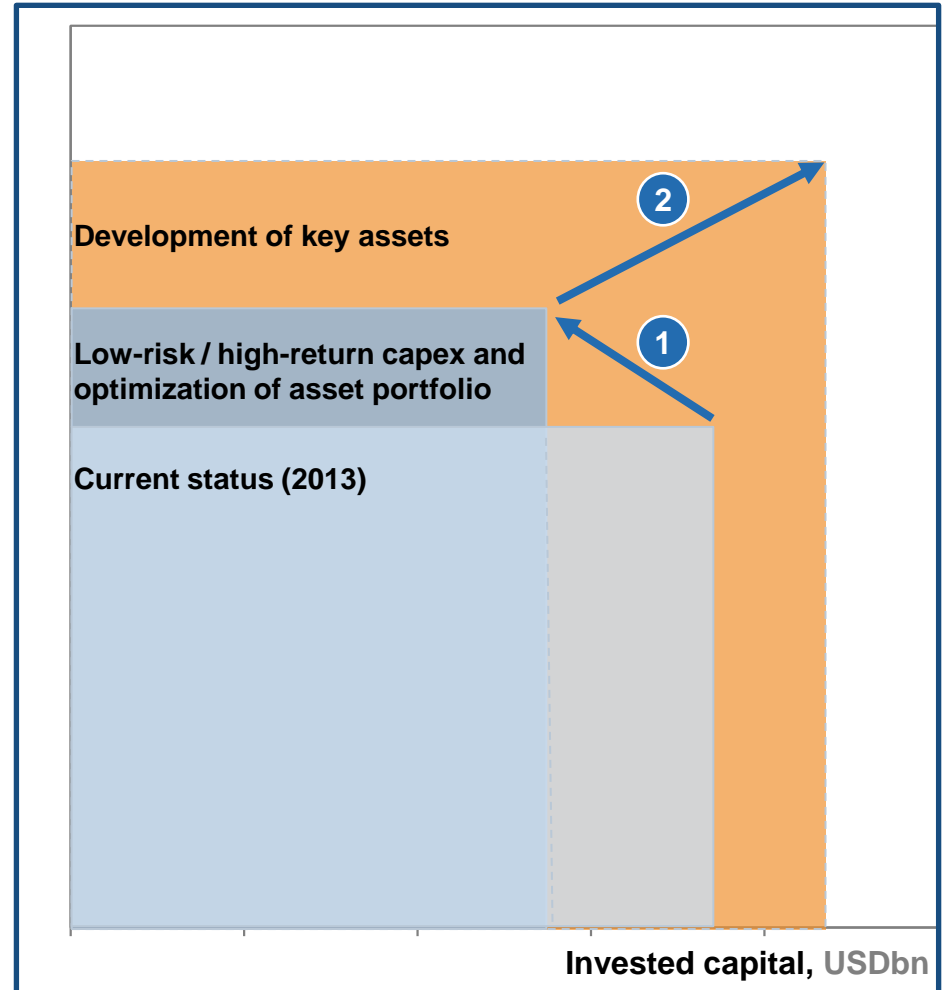 2
Development of key assets
1
Low-risk / high-return capex and
optimization of asset portfolio
Current status (2013)
Invested capital, USDbn